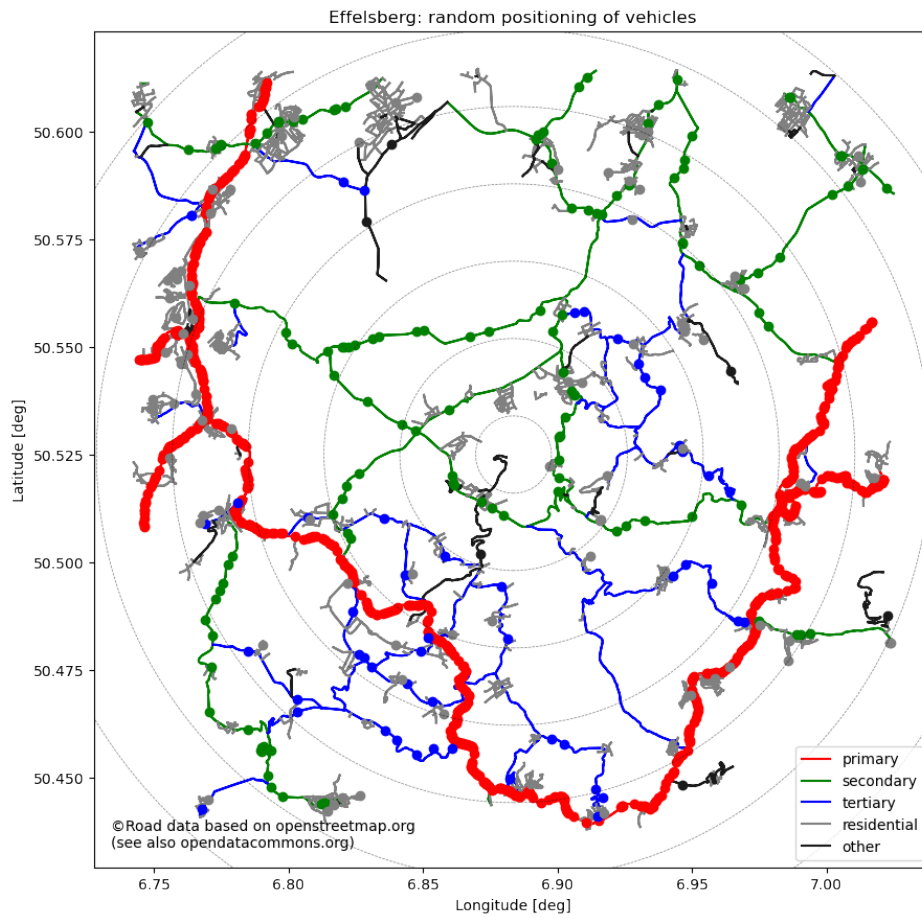 Effelsberg: random positioning of vehicles
50.600
50.575
50.550
50.525
50.500
50.475
50.450
Latitude [deg]
primary
secondary
tertiary
residential
other
©Road data based on openstreetmap.org
(see also opendatacommons.org)
6.75
6.80
6.85
6.90
6.95
7.00
Longitude [deg]